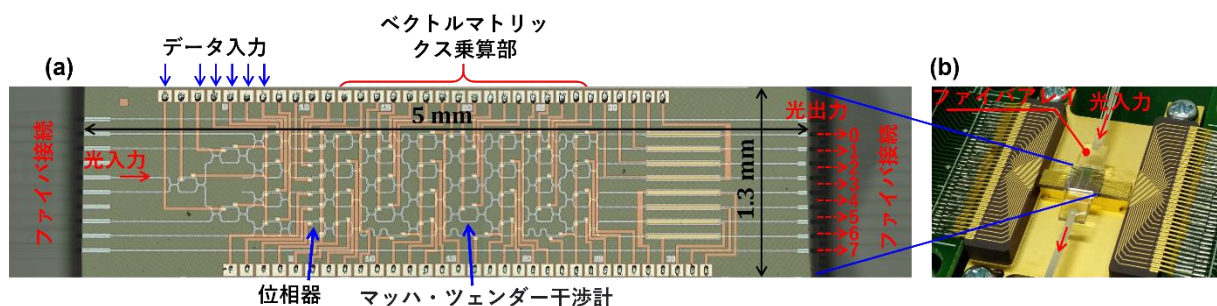 ベクトルマトリッ
クス乗算部
データ入力
(a)
(b)
5 mm
1.3 mm
ファイバ接続
光入力
光出力
0
1
2
3
4
5
6
7
ファイバ接続
位相器
マッハ・ツェンダー干渉計
ファイバアレイ
光入力